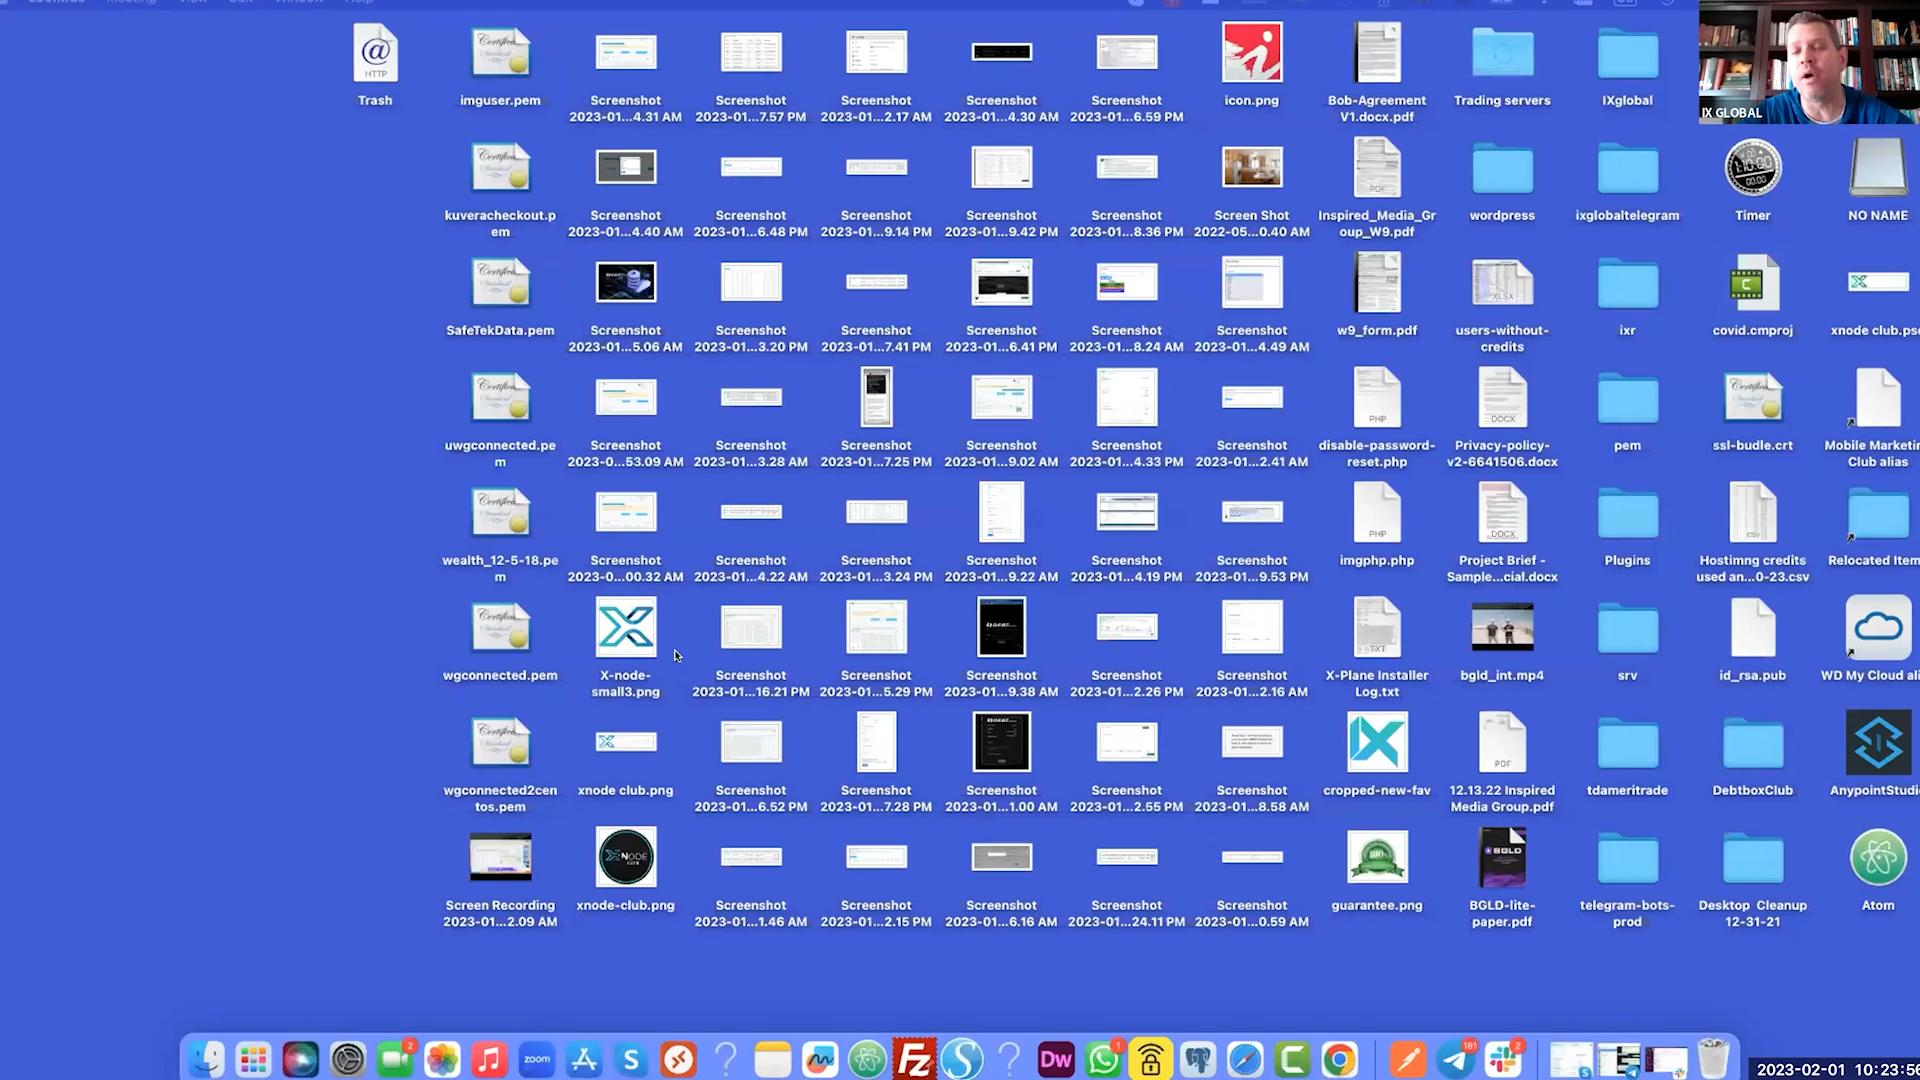 HTTP
Trash
imguser.pem
Screenshot
2023-01...4.31 AM
Screenshot
2023-01...7.57 PM
Screenshot
2023-01...2.17 AM
Screenshot
2023-01...4.30 AM
Screenshot
2023-01...6.59 PM
icon.png
Bob-Agreement
V1.docx.pdf
Trading servers
IXglobal
IX GLOBAL
kuveracheckout.p
em
Screenshot
2023-01...4.40 AM
Screenshot
2023-01...6.48 PM
Screenshot
2023-01...9.14 PM
Screenshot
2023-01...9.42 PM
Screenshot
2023-01...8.36 PM
Screen Shot
2022-05...0.40 AM
PDF
Inspired_Media_Gr
oup_W9.pdf
wordpress
ixglobaltelegram
Timer
NO NAME
SafeTekData.pem
Screenshot
2023-01...5.06 AM
Screenshot
2023-01...3.20 PM
Screenshot
2023-01...7.41 PM
Screenshot
2023-01...6.41 PM
Screenshot
2023-01...8.24 AM
Screenshot
2023-01...4.49 AM
w9_form.pdf
XLSX
users-without-
credits
ixr
covid.cmproj
xnode club.psd
uwgconnected.pe
m
Screenshot
2023-0...53.09 AM
Screenshot
2023-01...3.28 AM
Screenshot
2023-01...7.25 PM
Screenshot
2023-01...9.02 AM
Screenshot
2023-01...4.33 PM
Screenshot
2023-01...2.41 AM
PHP
disable-password-
reset.php
DOCX
Privacy-policy-
v2-6641506.docx
pem
ssl-budle.crt
Mobile Marketi
Club alias
wealth_12-5-18.pe
m
Screenshot
2023-0...00.32 AM
Screenshot
2023-01...4.22 AM
Screenshot
2023-01...3.24 PM
Screenshot
2023-01...9.22 AM
Screenshot
2023-01...4.19 PM
Screenshot
2023-01...9.53 PM
PHP
imgphp.php
DOCX
Project Brief -
Sample...cial.docx
Plugins
CSV
Hostimng credits
used an...0-23.csv
Relocated Item
wgconnected.pem
X-node-
small3.png
Screenshot
2023-01...16.21 PM
Screenshot
2023-01...5.29 PM
Screenshot
2023-01...9.38 AM
Screenshot
2023-01...2.26 PM
Screenshot
2023-01...2.16 AM
TXT
X-Plane Installer
Log.txt
bgld_int.mp4
srv
id_rsa.pub
WD My Cloud ali
wgconnected2cen
tos.pem
xnode club.png
Screenshot
2023-01...6.52 PM
Screenshot
2023-01...7.28 PM
Screenshot
2023-01...1.00 AM
Screenshot
2023-01...2.55 PM
Screenshot
2023-01...8.58 AM
cropped-new-fav
PDF
12.13.22 Inspired
Media Group.pdf
tdameritrade
DebtboxClub
AnypointStudi
Screen Recording
2023-01...2.09 AM
xnode-club.png
Screenshot
2023-01...1.46 AM
Screenshot
2023-01...2.15 PM
Screenshot
2023-01...6.16 AM
Screenshot
2023-01...24.11 PM
Screenshot
2023-01...0.59 AM
guarantee.png
BGLD
BGLD-lite-
paper.pdf
telegram-bots-
prod
Desktop Cleanup
12-31-21
Atom
2
zoom
Fz
Dw
1
181
2
2023-02-01 10:23:56